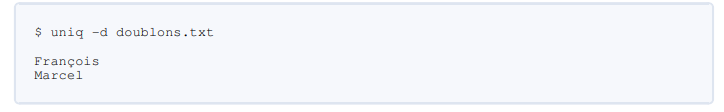 $ uniq -d doublons.txt
François
Marcel